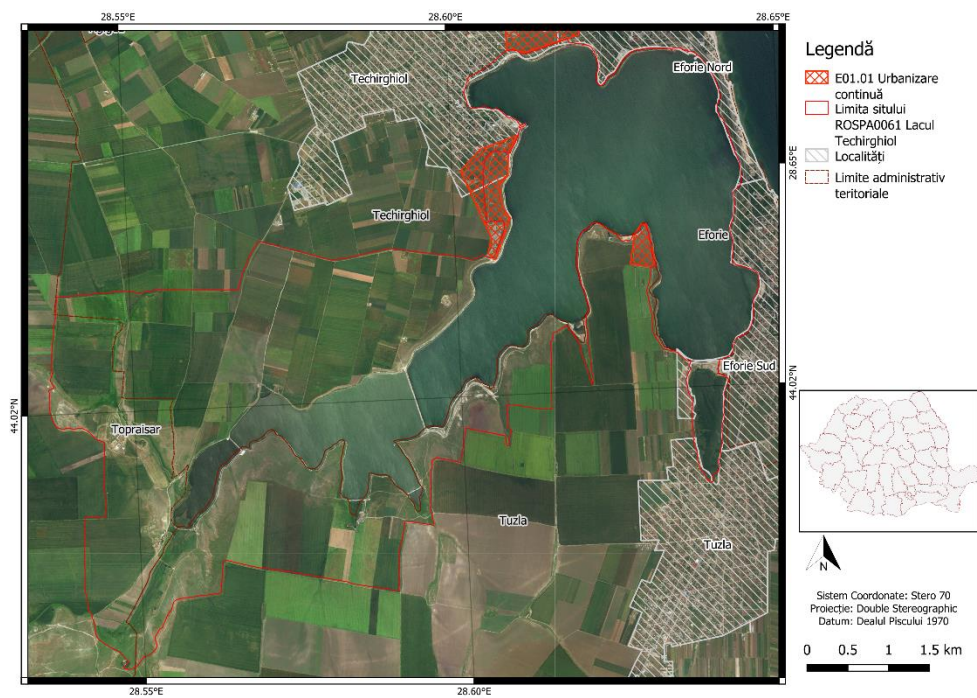 28.55°E
28.60°E
28.65°E
Techirghiol
Eforie Nord
Techirghiol
28.65°E
Eforie
Eforie Sud
44.02°N
44.02°N
Topraisar
Tuzla
Tuzla
28.55°E
28.60°E
Legendă
E01.01 Urbanizare
continuă
Limita sitului
ROSPA0061 Lacul
Techirghiol
Localități
Limite administrativ
teritoriale
N
Sistem Coordonate: Stero 70
Proiecție: Double Stereographic
Datum: Dealul Piscului 1970
0 0.5 1 1.5 km